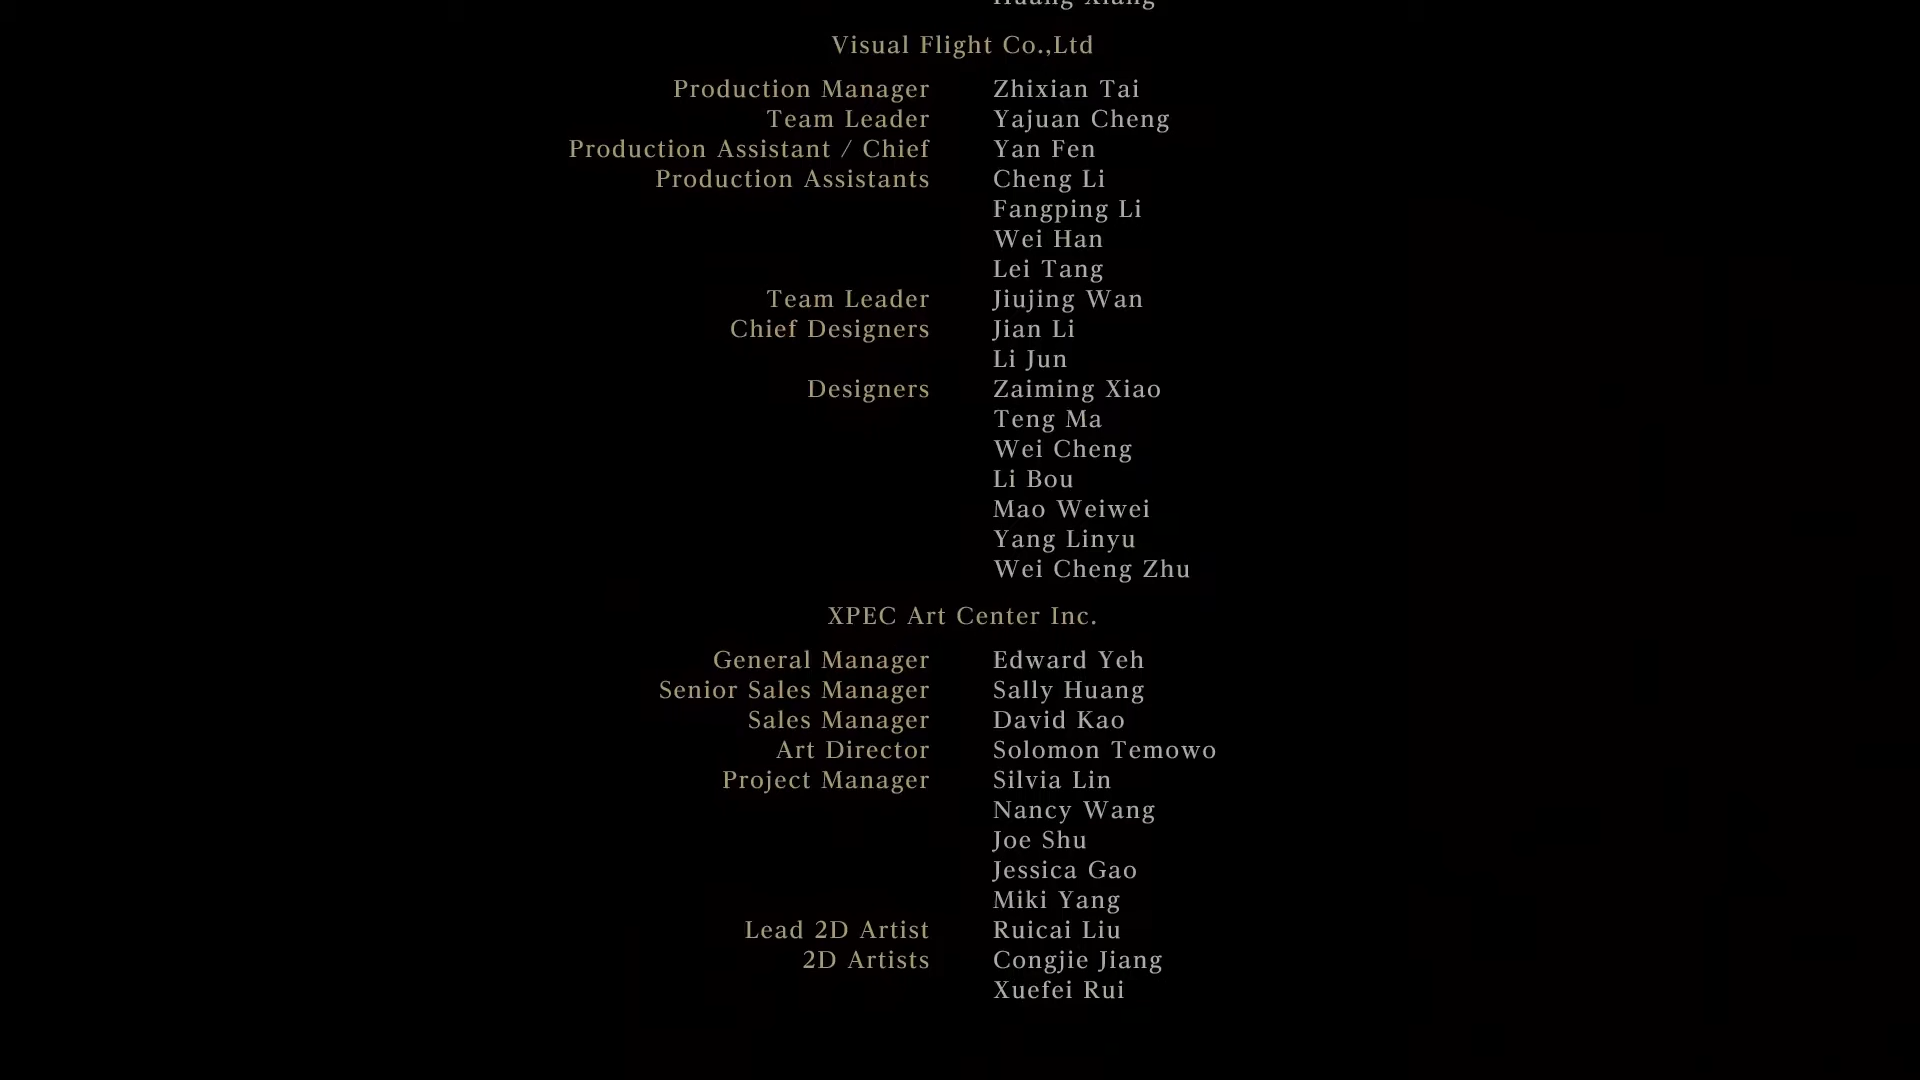 Huang Xiang
Visual Flight Co.,Ltd
Production Manager Zhixian Tai
Team Leader Yajuan Cheng
Production Assistant / Chief Yan Fen
Production Assistants Cheng Li
Fangping Li
Wei Han
Lei Tang
Team Leader Jiujing Wan
Chief Designers Jian Li
Li Jun
Designers Zaiming Xiao
Teng Ma
Wei Cheng
Li Bou
Mao Weiwei
Yang Linyu
Wei Cheng Zhu
XPEC Art Center Inc.
General Manager Edward Yeh
Senior Sales Manager Sally Huang
Sales Manager David Kao
Art Director Solomon Temowo
Project Manager Silvia Lin
Nancy Wang
Joe Shu
Jessica Gao
Miki Yang
Lead 2D Artist Ruicai Liu
2D Artists Congjie Jiang
Xuefei Rui